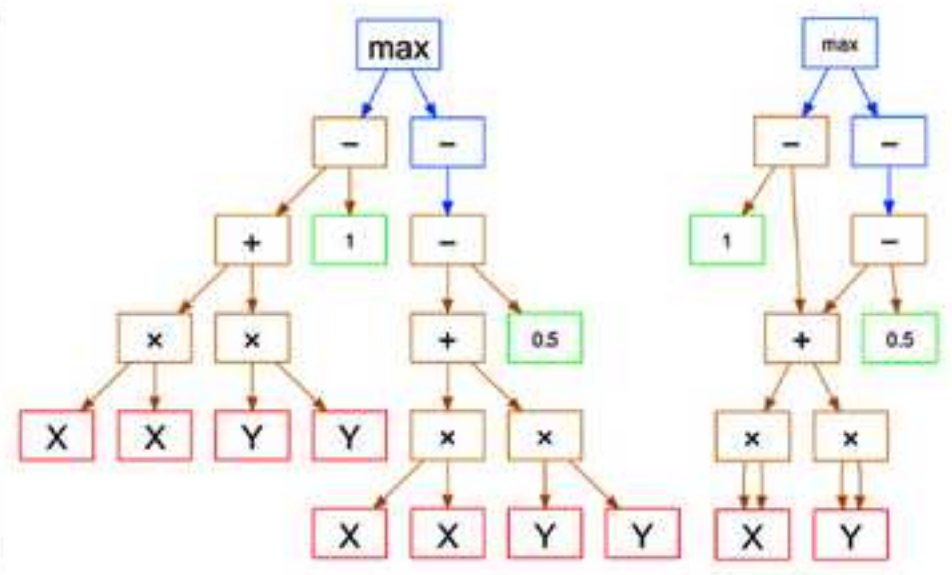 max max
− − − −
+ 1 − 1 −
× × + 0.5 + 0.5
X X Y Y × × × ×
X X Y Y X Y